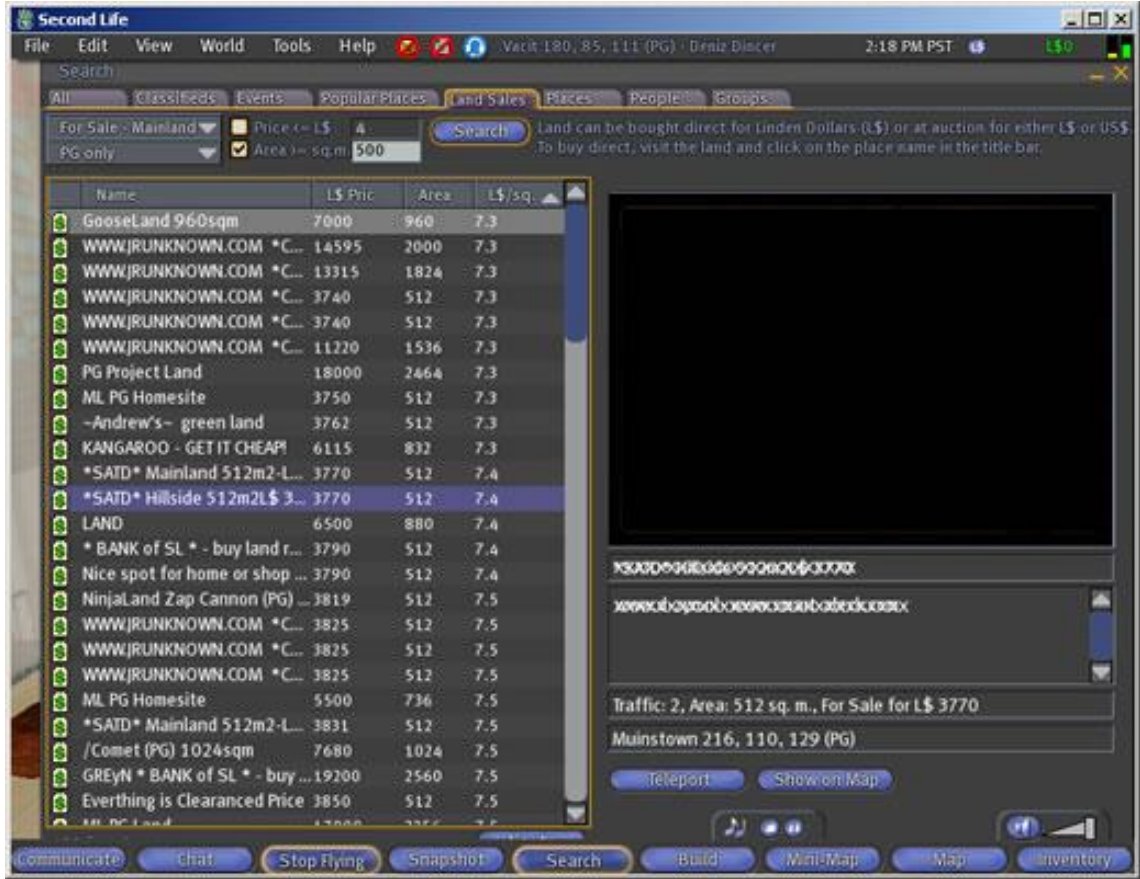 Second Life
File Edit View World Tools Help Vacit 180, 85, 111 (PG) - Deniz Dincer 2:18 PM PST L$ L$0
Search
All Classifieds Events Popular Places Land Sales Places People Groups
For Sale - Mainland Price <= L$ 4 Search Land can be bought direct for Linden Dollars (L$) or at auction for either L$ or US$.
PG only Area >= sq.m. 500 To buy direct, visit the land and click on the place name in the title bar.
Name L$ Pric Area L$/sq.
GooseLand 960sqm 7000 960 7.3
WWW.JRUNKNOWN.COM *C... 14595 2000 7.3
WWW.JRUNKNOWN.COM *C... 13315 1824 7.3
WWW.JRUNKNOWN.COM *C... 3740 512 7.3
WWW.JRUNKNOWN.COM *C... 3740 512 7.3
WWW.JRUNKNOWN.COM *C... 11220 1536 7.3
PG Project Land 18000 2464 7.3
ML PG Homesite 3750 512 7.3
~Andrew's~ green land 3762 512 7.3
KANGAROO - GET IT CHEAP! 6115 832 7.3
*SATD* Mainland 512m2-L... 3770 512 7.4
*SATD* Hillside 512m2L$ 3... 3770 512 7.4
LAND 6500 880 7.4
* BANK of SL * - buy land r... 3790 512 7.4
Nice spot for home or shop ... 3790 512 7.4
NinjaLand Zap Cannon (PG) ... 3819 512 7.5
WWW.JRUNKNOWN.COM *C... 3825 512 7.5
WWW.JRUNKNOWN.COM *C... 3825 512 7.5
WWW.JRUNKNOWN.COM *C... 3825 512 7.5
ML PG Homesite 5500 736 7.5
*SATD* Mainland 512m2-L... 3831 512 7.5
/Comet (PG) 1024sqm 7680 1024 7.5
GREyN * BANK of SL * - buy ... 19200 2560 7.5
Everthing is Clearanced Price 3850 512 7.5
Traffic: 2, Area: 512 sq. m., For Sale for L$ 3770
Muinstown 216, 110, 129 (PG)
Teleport Show on Map
Communicate Chat Stop Flying Snapshot Search Build Mini-Map Map Inventory